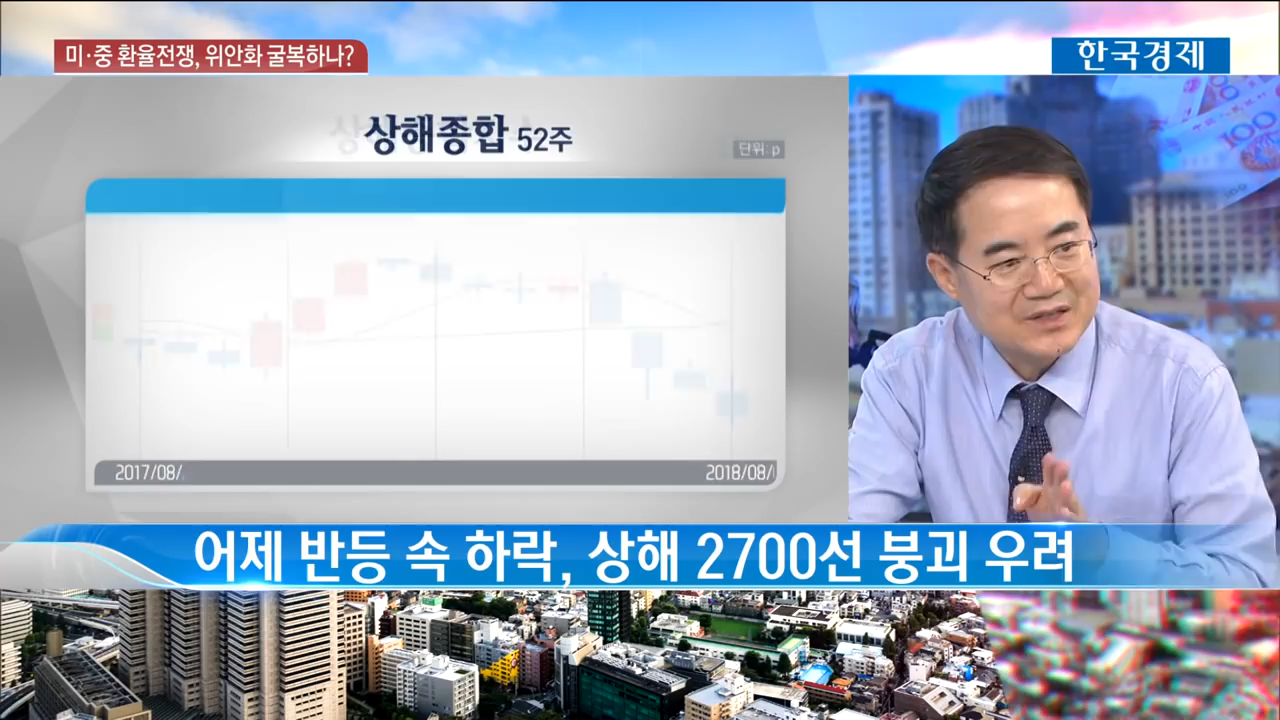 미·중 환율전쟁, 위안화 굴복하나?
한국경제
상해종합 52주
단위: p
100
2017/08/
2018/08/
어제 반등 속 하락, 상해 2700선 붕괴 우려